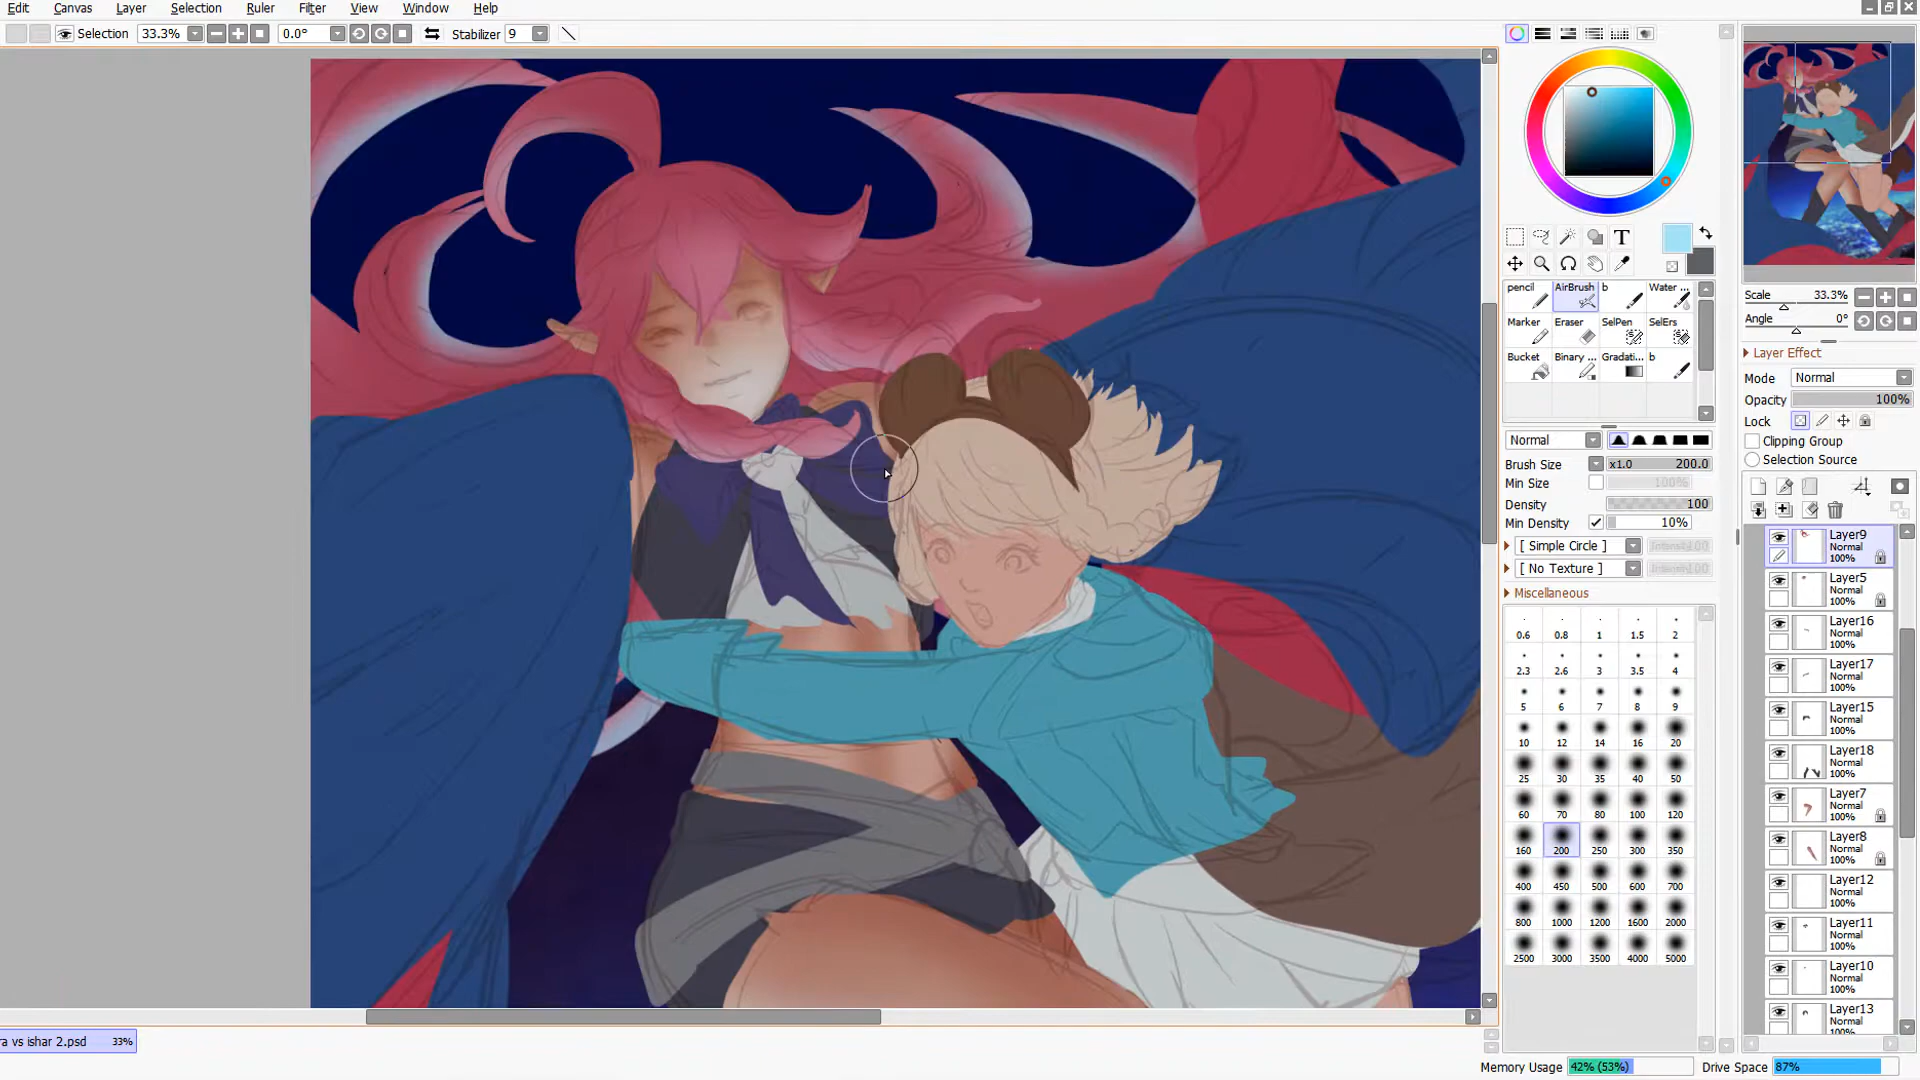 Edit Canvas Layer Selection Ruler Filter View Window Help
Selection 33.3% 0.0° Stabilizer 9
T
pencil AirBrush b Water ...
Marker Eraser SelPen SelErs
Bucket Binary ... Gradati... b
Normal
Brush Size x1.0 200.0
Min Size 100%
Density 100
Min Density 10%
[ Simple Circle ] Intensity 100
[ No Texture ] Intensity 100
Miscellaneous
0.6 0.8 1 1.5 2
2.3 2.6 3 3.5 4
5 6 7 8 9
10 12 14 16 20
25 30 35 40 50
60 70 80 100 120
160 200 250 300 350
400 450 500 600 700
800 1000 1200 1600 2000
2500 3000 3500 4000 5000
Scale 33.3%
Angle 0°
Layer Effect
Mode Normal
Opacity 100%
Lock
Clipping Group
Selection Source
Layer9
Normal
100%
Layer5
Normal
100%
Layer16
Normal
100%
Layer17
Normal
100%
Layer15
Normal
100%
Layer18
Normal
100%
Layer7
Normal
100%
Layer8
Normal
100%
Layer12
Normal
100%
Layer11
Normal
100%
Layer10
Normal
100%
Layer13
Normal
100%
ra vs ishar 2.psd 33%
Memory Usage 42% (53%) Drive Space 87%